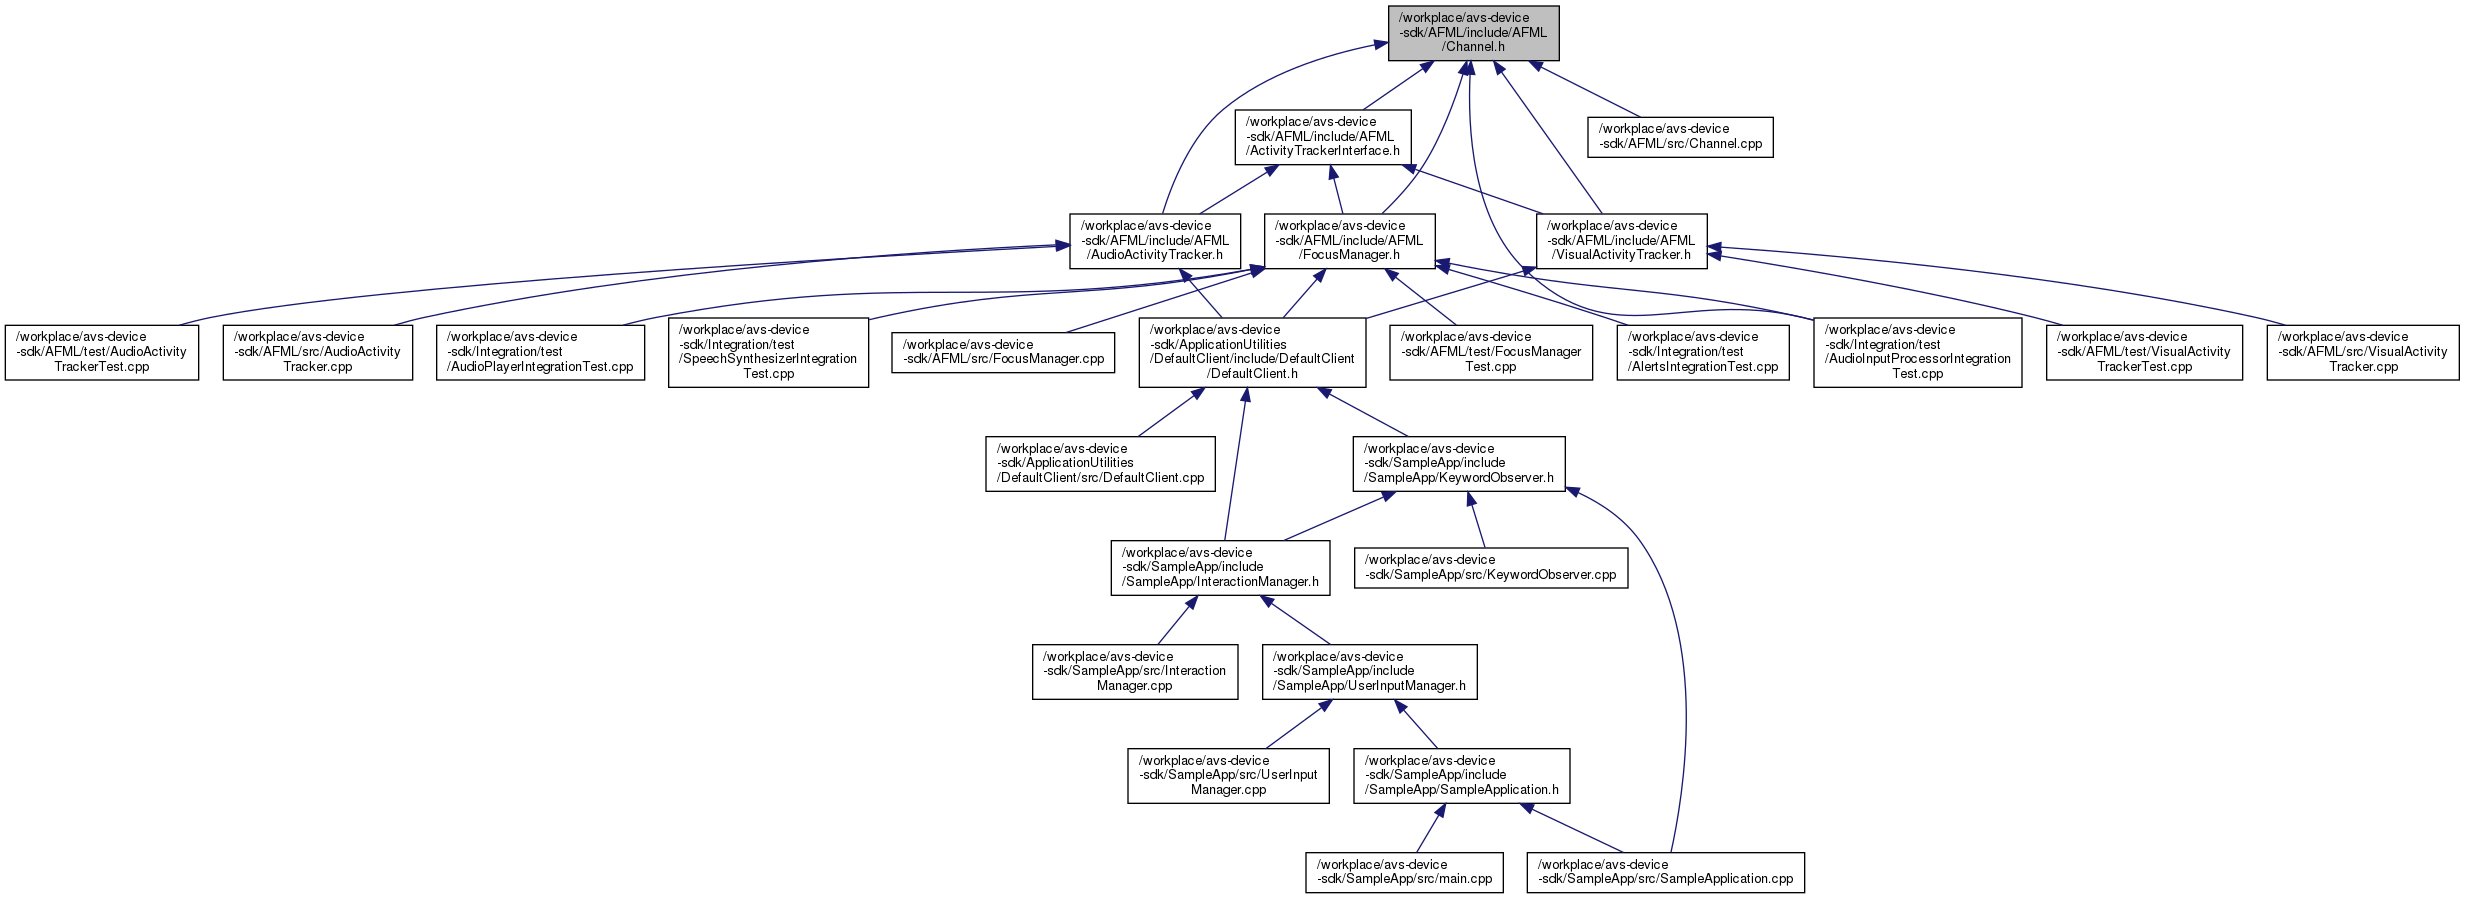 /workplace/avs-device
-sdk/AFML/include/AFML
/Channel.h
/workplace/avs-device
-sdk/AFML/include/AFML
/ActivityTrackerInterface.h
/workplace/avs-device
-sdk/AFML/src/Channel.cpp
/workplace/avs-device
-sdk/AFML/include/AFML
/AudioActivityTracker.h
/workplace/avs-device
-sdk/AFML/include/AFML
/FocusManager.h
/workplace/avs-device
-sdk/AFML/include/AFML
/VisualActivityTracker.h
/workplace/avs-device
-sdk/AFML/test/AudioActivity
TrackerTest.cpp
/workplace/avs-device
-sdk/AFML/src/AudioActivity
Tracker.cpp
/workplace/avs-device
-sdk/Integration/test
/AudioPlayerIntegrationTest.cpp
/workplace/avs-device
-sdk/Integration/test
/SpeechSynthesizerIntegration
Test.cpp
/workplace/avs-device
-sdk/AFML/src/FocusManager.cpp
/workplace/avs-device
-sdk/ApplicationUtilities
/DefaultClient/include/DefaultClient
/DefaultClient.h
/workplace/avs-device
-sdk/AFML/test/FocusManager
Test.cpp
/workplace/avs-device
-sdk/Integration/test
/AlertsIntegrationTest.cpp
/workplace/avs-device
-sdk/Integration/test
/AudioInputProcessorIntegration
Test.cpp
/workplace/avs-device
-sdk/AFML/test/VisualActivity
TrackerTest.cpp
/workplace/avs-device
-sdk/AFML/src/VisualActivity
Tracker.cpp
/workplace/avs-device
-sdk/ApplicationUtilities
/DefaultClient/src/DefaultClient.cpp
/workplace/avs-device
-sdk/SampleApp/include
/SampleApp/KeywordObserver.h
/workplace/avs-device
-sdk/SampleApp/include
/SampleApp/InteractionManager.h
/workplace/avs-device
-sdk/SampleApp/src/KeywordObserver.cpp
/workplace/avs-device
-sdk/SampleApp/src/Interaction
Manager.cpp
/workplace/avs-device
-sdk/SampleApp/include
/SampleApp/UserInputManager.h
/workplace/avs-device
-sdk/SampleApp/src/UserInput
Manager.cpp
/workplace/avs-device
-sdk/SampleApp/include
/SampleApp/SampleApplication.h
/workplace/avs-device
-sdk/SampleApp/src/main.cpp
/workplace/avs-device
-sdk/SampleApp/src/SampleApplication.cpp